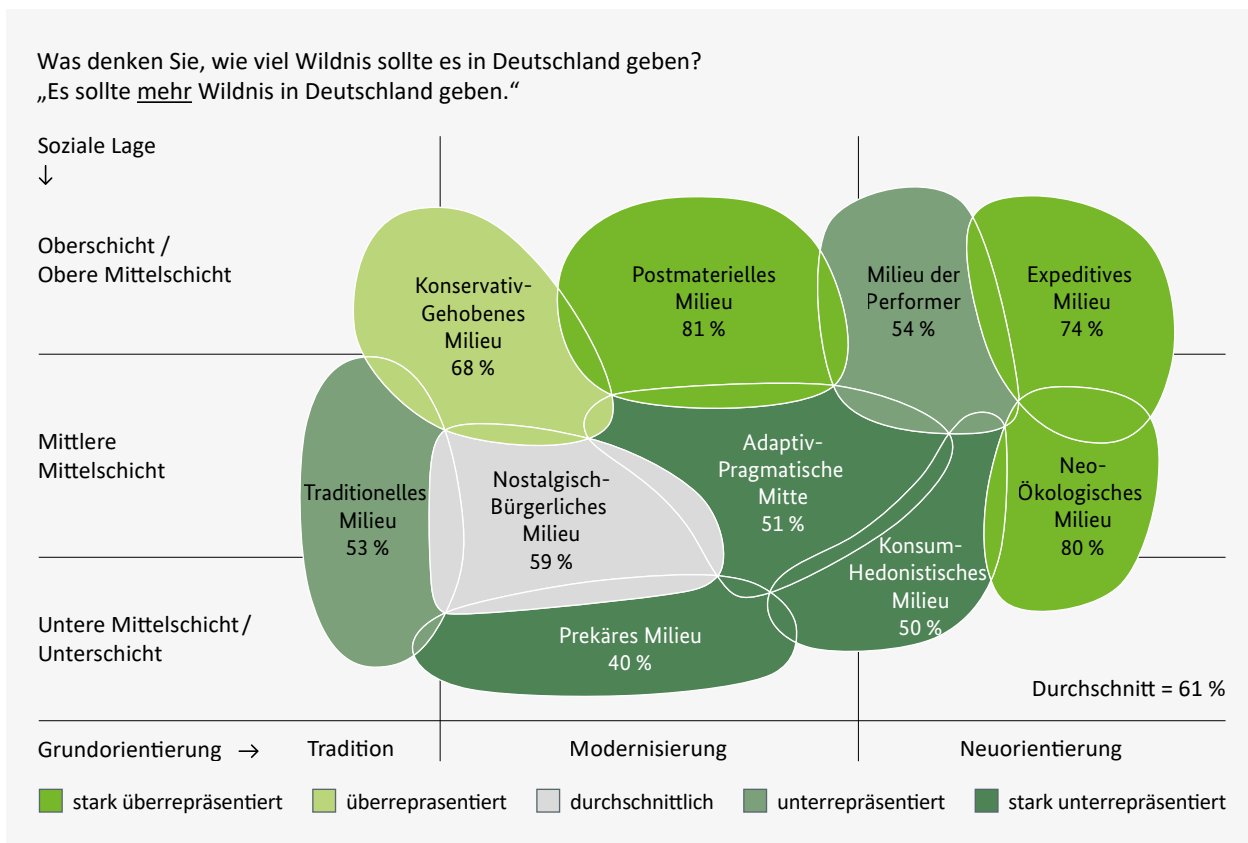 Was denken Sie, wie viel Wildnis sollte es in Deutschland geben?
„Es sollte mehr Wildnis in Deutschland geben.“
Soziale Lage
↓
Oberschicht /
Obere Mittelschicht
Konservativ-
Gehobenes
Milieu
68 %
Postmaterielles
Milieu
81 %
Milieu der
Performer
54 %
Expeditives
Milieu
74 %
Mittlere
Mittelschicht
Traditionelles
Milieu
53 %
Nostalgisch-
Bürgerliches
Milieu
59 %
Adaptiv-
Pragmatische
Mitte
51 %
Neo-
Ökologisches
Milieu
80 %
Konsum-
Hedonistisches
Milieu
50 %
Untere Mittelschicht/
Unterschicht
Prekäres Milieu
40 %
Durchschnitt = 61 %
Grundorientierung →
Tradition
Modernisierung
Neuorientierung
stark überrepräsentiert
überreprasentiert
durchschnittlich
unterrepräsentiert
stark unterrepräsentiert